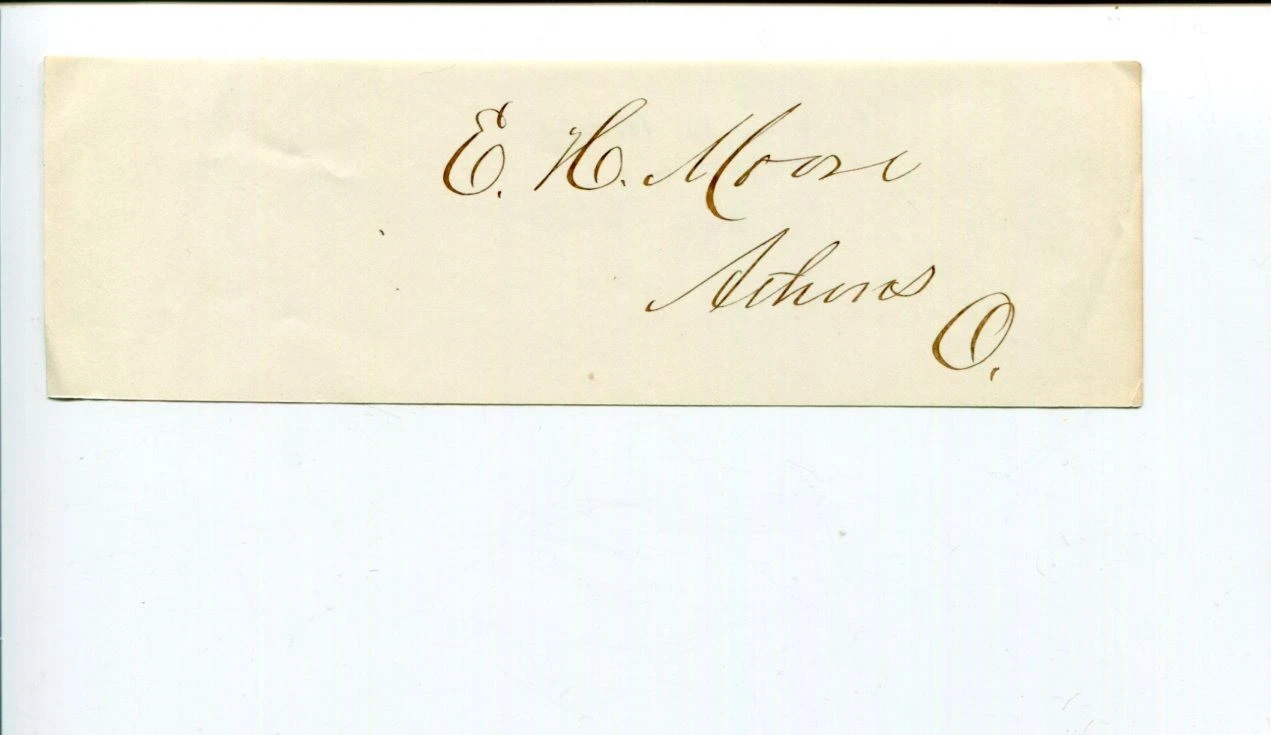 E. H. Moore
Athens
O.